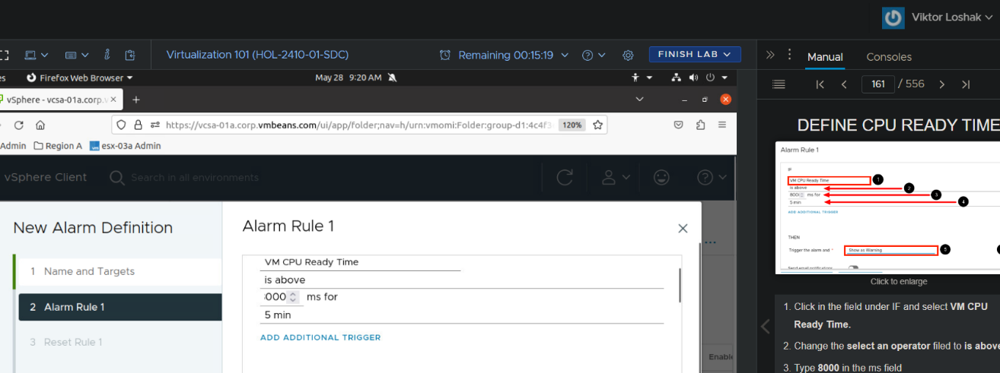 Viktor Loshak
Virtualization 101 (HOL-2410-01-SDC)
Remaining 00:15:19
FINISH LAB
Manual
Consoles
Firefox Web Browser
May 28 9:20 AM
161 / 556
vSphere - vcsa-01a.corp.v
https://vcsa-01a.corp.vmbeans.com/ui/app/folder;nav=h/urn:vmomi:Folder:group-d1:4c4f3
120%
Admin
Region A
esx-03a Admin
vSphere Client
Search in all environments
New Alarm Definition
1 Name and Targets
2 Alarm Rule 1
3 Reset Rule 1
Alarm Rule 1
VM CPU Ready Time
is above
000 ms for
5 min
ADD ADDITIONAL TRIGGER
DEFINE CPU READY TIME
Alarm Rule 1
IF
VM CPU Ready Time
1
is above
2
ms for
3
5 min
4
ADD ADDITIONAL TRIGGER
THEN
Trigger the alarm and *
Show as Warning
5
Send email notifications
Click to enlarge
1. Click in the field under IF and select VM CPU
Ready Time.
2. Change the select an operator filed to is above
3. Type 8000 in the ms field